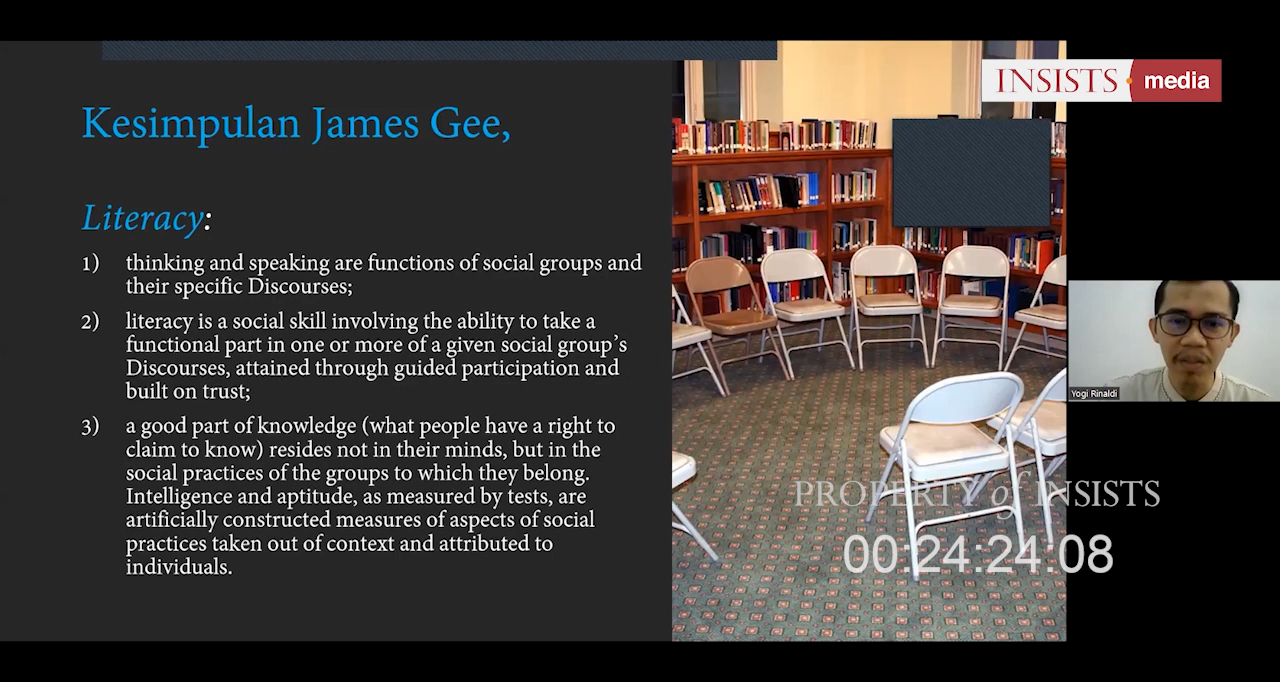 Kesimpulan James Gee,
Literacy:
1) thinking and speaking are functions of social groups and
their specific Discourses;
2) literacy is a social skill involving the ability to take a
functional part in one or more of a given social group's
Discourses, attained through guided participation and
built on trust;
3) a good part of knowledge (what people have a right to
claim to know) resides not in their minds, but in the
social practices of the groups to which they belong.
Intelligence and aptitude, as measured by tests, are
artificially constructed measures of aspects of social
practices taken out of context and attributed to
individuals.
INSISTS media
Yogi Rinaldi
PROPERTY of INSISTS
00:24:24:08